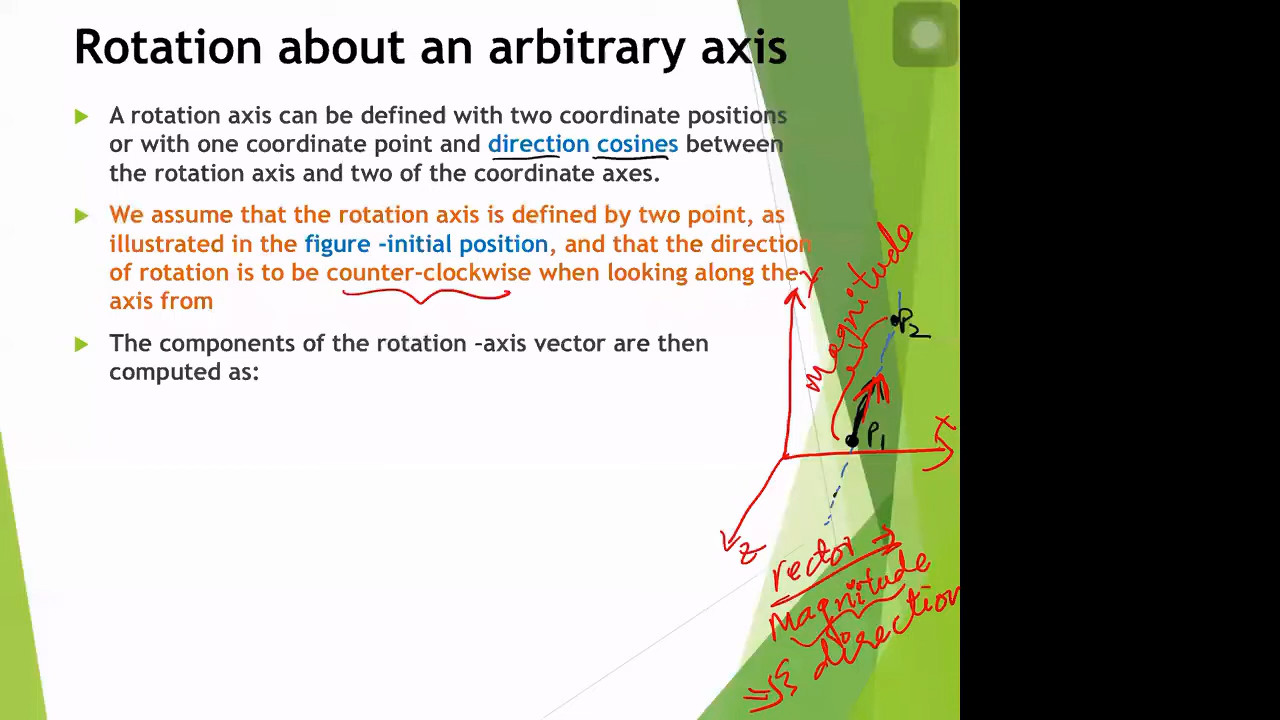 Rotation about an arbitrary axis
A rotation axis can be defined with two coordinate positions
or with one coordinate point and direction cosines between
the rotation axis and two of the coordinate axes.
We assume that the rotation axis is defined by two point, as
illustrated in the figure -initial position, and that the direction
of rotation is to be counter-clockwise when looking along the
axis from
The components of the rotation -axis vector are then
computed as:
Y
magnitude
P2
P1
X
Z
vector
Magnitude
direction